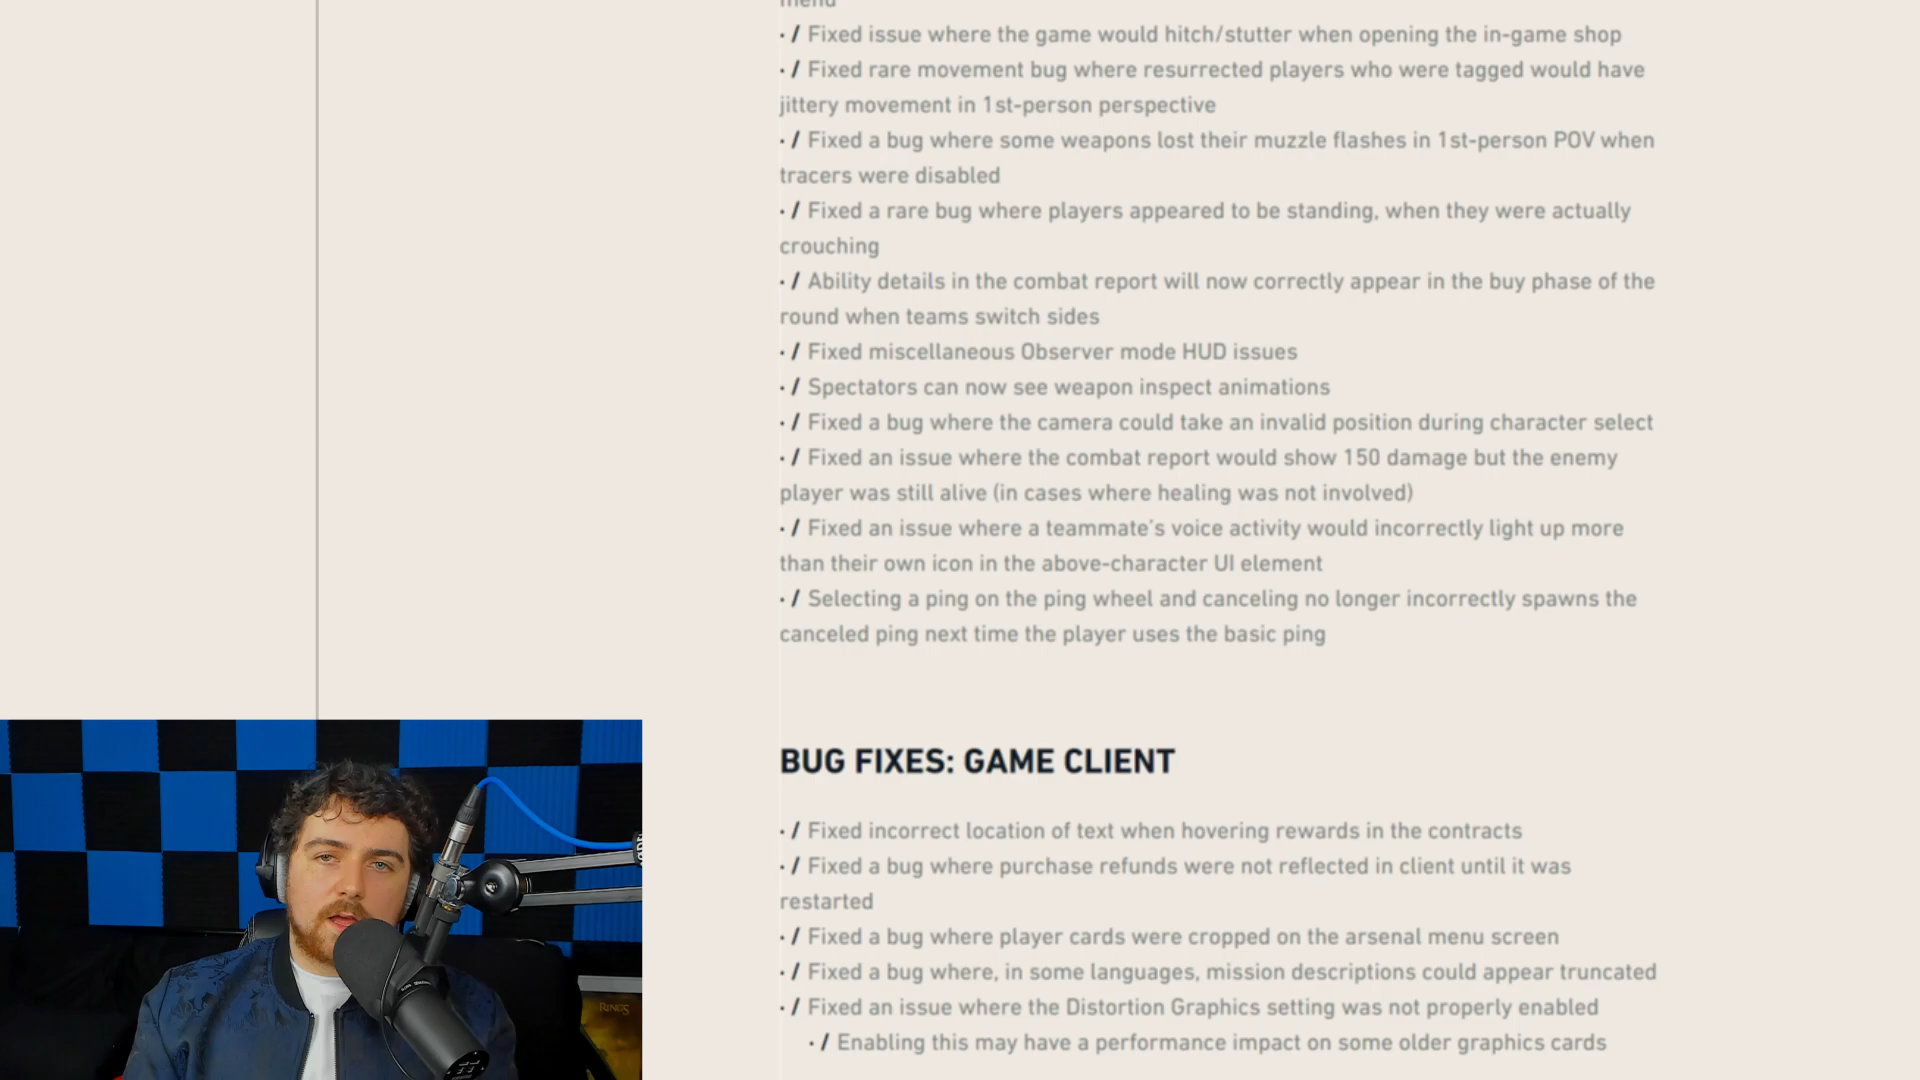 menu
· / Fixed issue where the game would hitch/stutter when opening the in-game shop
· / Fixed rare movement bug where resurrected players who were tagged would have
jittery movement in 1st-person perspective
· / Fixed a bug where some weapons lost their muzzle flashes in 1st-person POV when
tracers were disabled
· / Fixed a rare bug where players appeared to be standing, when they were actually
crouching
· / Ability details in the combat report will now correctly appear in the buy phase of the
round when teams switch sides
· / Fixed miscellaneous Observer mode HUD issues
· / Spectators can now see weapon inspect animations
· / Fixed a bug where the camera could take an invalid position during character select
· / Fixed an issue where the combat report would show 150 damage but the enemy
player was still alive (in cases where healing was not involved)
· / Fixed an issue where a teammate's voice activity would incorrectly light up more
than their own icon in the above-character UI element
· / Selecting a ping on the ping wheel and canceling no longer incorrectly spawns the
canceled ping next time the player uses the basic ping
BUG FIXES: GAME CLIENT
· / Fixed incorrect location of text when hovering rewards in the contracts
· / Fixed a bug where purchase refunds were not reflected in client until it was
restarted
· / Fixed a bug where player cards were cropped on the arsenal menu screen
· / Fixed a bug where, in some languages, mission descriptions could appear truncated
· / Fixed an issue where the Distortion Graphics setting was not properly enabled
· / Enabling this may have a performance impact on some older graphics cards
RINGS